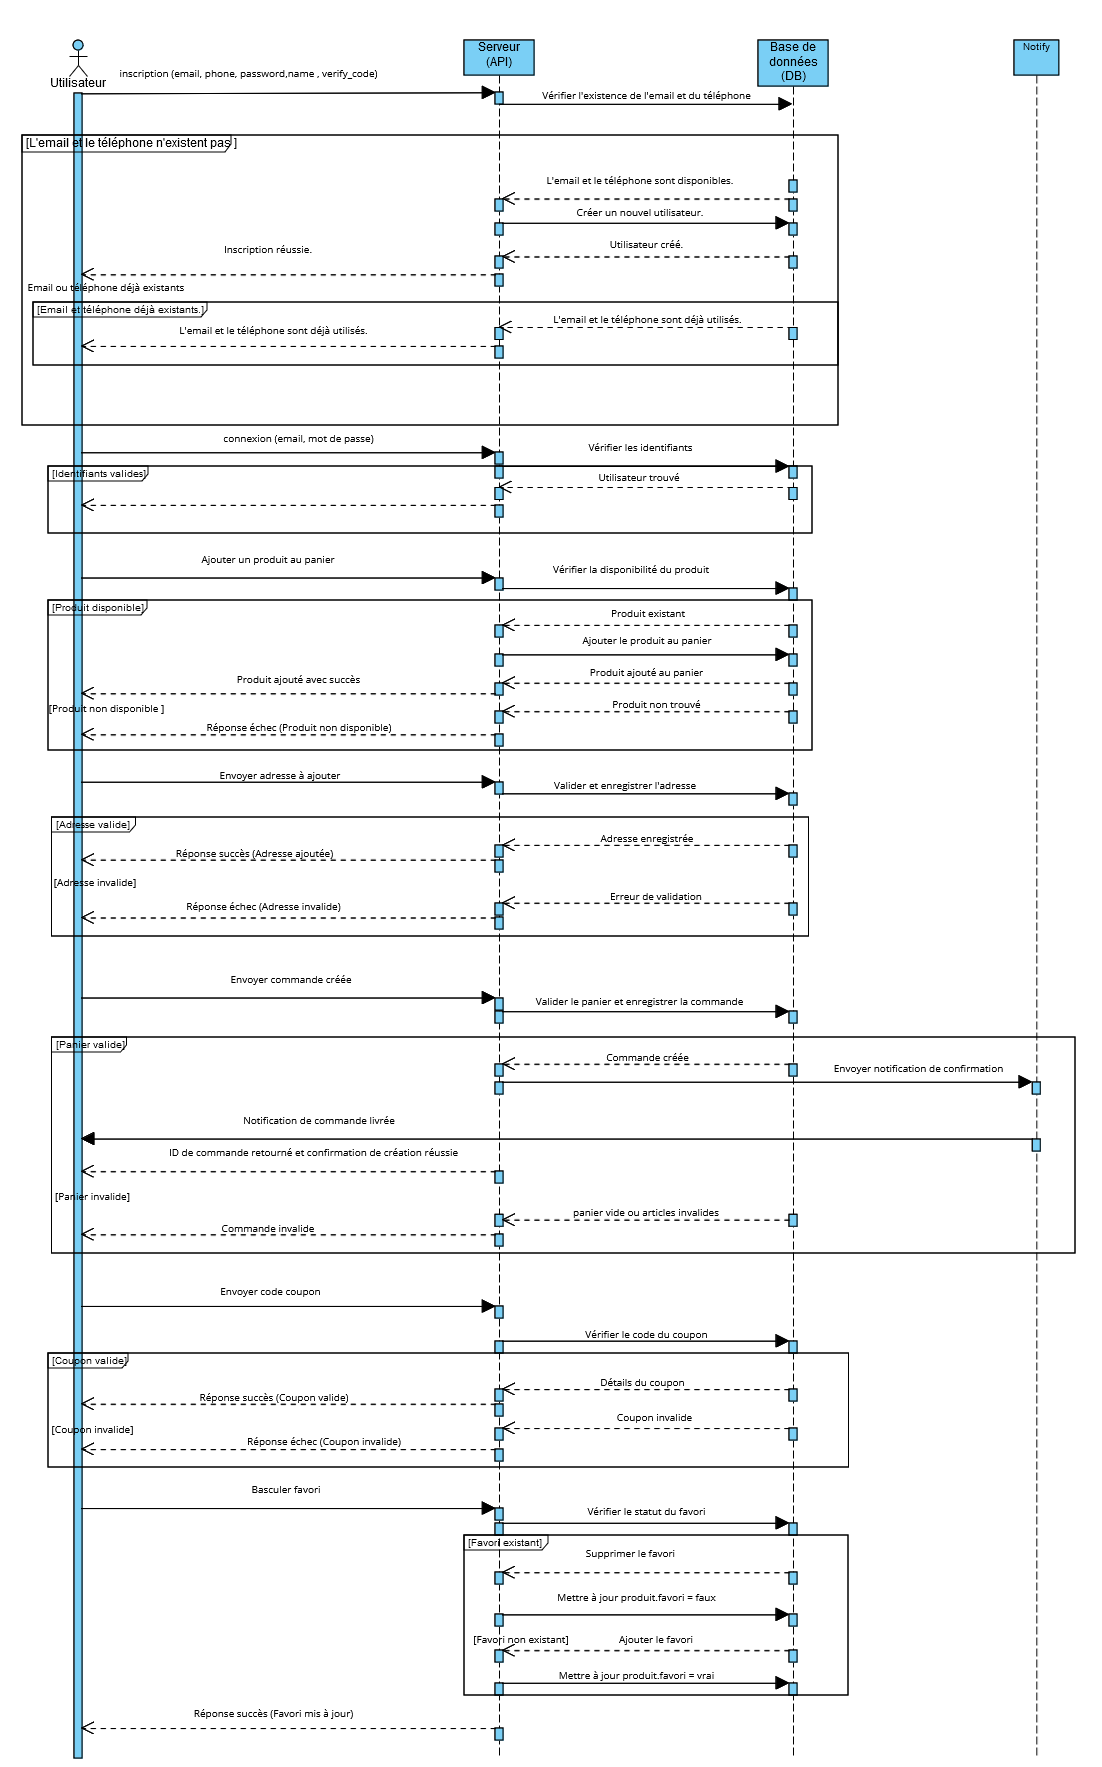 Utilisateur
Serveur
(API)
Base de
données
(DB)
Notify
inscription (email, phone, password,name , verify_code)
Vérifier l'existence de l'email et du téléphone
[L'email et le téléphone n'existent pas ]
L'email et le téléphone sont disponibles.
Créer un nouvel utilisateur.
Utilisateur créé.
Inscription réussie.
Email ou téléphone déjà existants
[Email et téléphone déjà existants.]
L'email et le téléphone sont déjà utilisés.
L'email et le téléphone sont déjà utilisés.
connexion (email, mot de passe)
Vérifier les identifiants
[Identifiants valides]
Utilisateur trouvé
Ajouter un produit au panier
Vérifier la disponibilité du produit
[Produit disponible]
Produit existant
Ajouter le produit au panier
Produit ajouté au panier
Produit ajouté avec succès
[Produit non disponible ]
Produit non trouvé
Réponse échec (Produit non disponible)
Envoyer adresse à ajouter
Valider et enregistrer l'adresse
[Adresse valide]
Adresse enregistrée
Réponse succès (Adresse ajoutée)
[Adresse invalide]
Erreur de validation
Réponse échec (Adresse invalide)
Envoyer commande créée
Valider le panier et enregistrer la commande
[Panier valide]
Commande créée
Envoyer notification de confirmation
Notification de commande livrée
ID de commande retourné et confirmation de création réussie
[Panier invalide]
panier vide ou articles invalides
Commande invalide
Envoyer code coupon
Vérifier le code du coupon
[Coupon valide]
Détails du coupon
Réponse succès (Coupon valide)
Coupon invalide
[Coupon invalide]
Réponse échec (Coupon invalide)
Basculer favori
Vérifier le statut du favori
[Favori existant]
Supprimer le favori
Mettre à jour produit.favori = faux
[Favori non existant]
Ajouter le favori
Mettre à jour produit.favori = vrai
Réponse succès (Favori mis à jour)